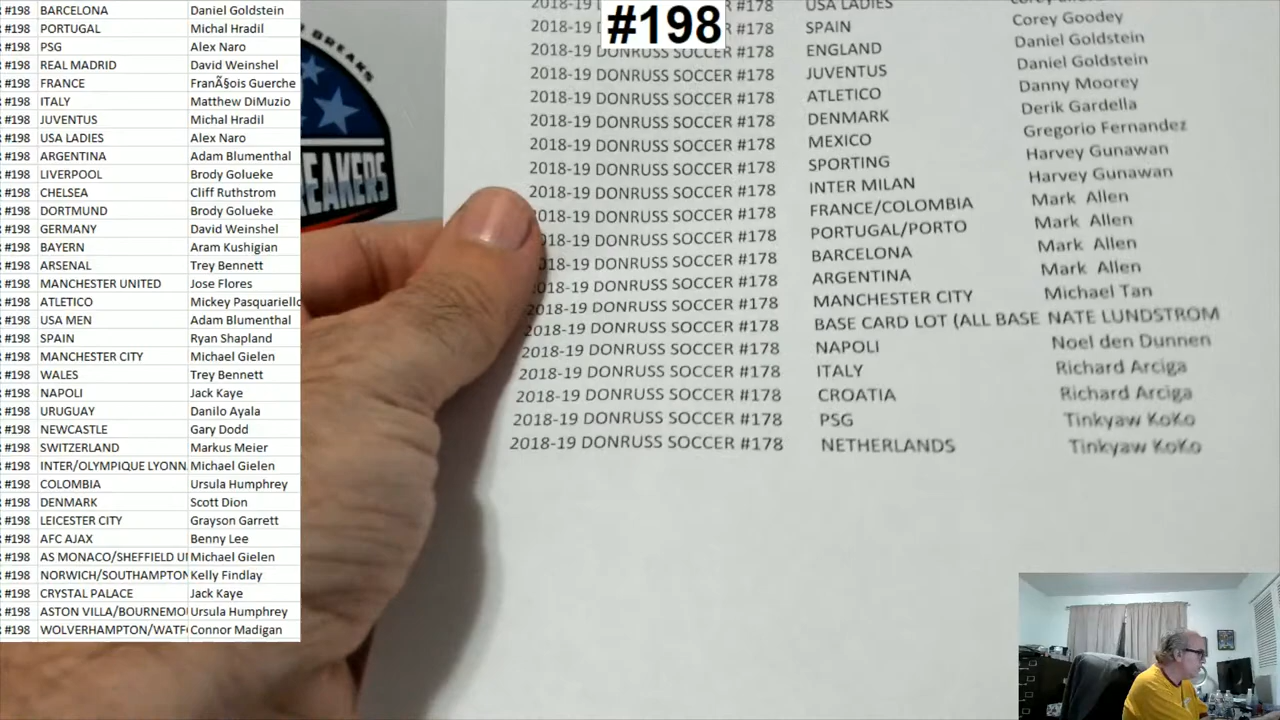 #198 BARCELONA Daniel Goldstein
#198 PORTUGAL Michal Hradil
#198 PSG Alex Naro
#198 REAL MADRID David Weinshel
#198 FRANCE FranÃ§ois Guerche
#198 ITALY Matthew DiMuzio
#198 JUVENTUS Michal Hradil
#198 USA LADIES Alex Naro
#198 ARGENTINA Adam Blumenthal
#198 LIVERPOOL Brody Golueke
#198 CHELSEA Cliff Ruthstrom
#198 DORTMUND Brody Golueke
#198 GERMANY David Weinshel
#198 BAYERN Aram Kushigian
#198 ARSENAL Trey Bennett
#198 MANCHESTER UNITED Jose Flores
#198 ATLETICO Mickey Pasquariello
#198 USA MEN Adam Blumenthal
#198 SPAIN Ryan Shapland
#198 MANCHESTER CITY Michael Gielen
#198 WALES Trey Bennett
#198 NAPOLI Jack Kaye
#198 URUGUAY Danilo Ayala
#198 NEWCASTLE Gary Dodd
#198 SWITZERLAND Markus Meier
#198 INTER/OLYMPIQUE LYONN Michael Gielen
#198 COLOMBIA Ursula Humphrey
#198 DENMARK Scott Dion
#198 LEICESTER CITY Grayson Garrett
#198 AFC AJAX Benny Lee
#198 AS MONACO/SHEFFIELD U Michael Gielen
#198 NORWICH/SOUTHAMPTON Kelly Findlay
#198 CRYSTAL PALACE Jack Kaye
#198 ASTON VILLA/BOURNEMO Ursula Humphrey
#198 WOLVERHAMPTON/WATF Connor Madigan
BREAKS
REAKERS
#198
2018-19 USA LADIES
2018-19 #178 SPAIN Corey Goodey
2018-19 DONRUSS SOCCER #178 ENGLAND Daniel Goldstein
2018-19 DONRUSS SOCCER #178 JUVENTUS Daniel Goldstein
2018-19 DONRUSS SOCCER #178 ATLETICO Danny Moorey
2018-19 DONRUSS SOCCER #178 DENMARK Derik Gardella
2018-19 DONRUSS SOCCER #178 MEXICO Gregorio Fernandez
2018-19 DONRUSS SOCCER #178 SPORTING Harvey Gunawan
2018-19 DONRUSS SOCCER #178 INTER MILAN Harvey Gunawan
2018-19 DONRUSS SOCCER #178 FRANCE/COLOMBIA Mark Allen
018-19 DONRUSS SOCCER #178 PORTUGAL/PORTO Mark Allen
018-19 DONRUSS SOCCER #178 BARCELONA Mark Allen
018-19 DONRUSS SOCCER #178 ARGENTINA Mark Allen
2018-19 DONRUSS SOCCER #178 MANCHESTER CITY Michael Tan
2018-19 DONRUSS SOCCER #178 BASE CARD LOT (ALL BASE NATE LUNDSTROM
2018-19 DONRUSS SOCCER #178 NAPOLI Noel den Dunnen
2018-19 DONRUSS SOCCER #178 ITALY Richard Arciga
2018-19 DONRUSS SOCCER #178 CROATIA Richard Arciga
2018-19 DONRUSS SOCCER #178 PSG Tinkyaw KoKo
2018-19 DONRUSS SOCCER #178 NETHERLANDS Tinkyaw KoKo